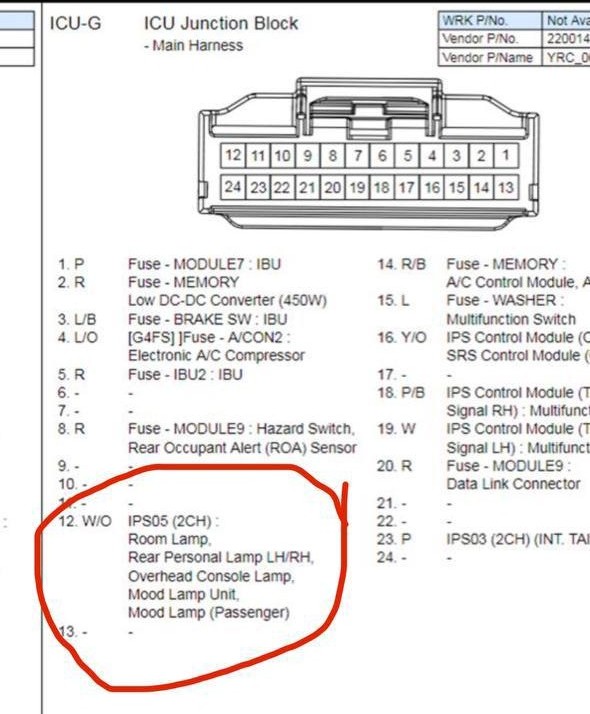 ICU-G ICU Junction Block
- Main Harness
WRK P/No. Not Ava
Vendor P/No. 220014
Vendor P/Name YRC_0
12 11 10 9 8 7 6 5 4 3 2 1
24 23 22 21 20 19 18 17 16 15 14 13
1. P Fuse - MODULE7 : IBU
2. R Fuse - MEMORY
Low DC-DC Converter (450W)
3. L/B Fuse - BRAKE SW : IBU
4. L/O [G4FS] ]Fuse - A/CON2 :
Electronic A/C Compressor
5. R Fuse - IBU2 : IBU
6. - -
7. - -
8. R Fuse - MODULE9 : Hazard Switch,
Rear Occupant Alert (ROA) Sensor
9. - -
10. - -
11. - -
12. W/O IPS05 (2CH) :
Room Lamp,
Rear Personal Lamp LH/RH,
Overhead Console Lamp,
Mood Lamp Unit,
Mood Lamp (Passenger)
13. - -
14. R/B Fuse - MEMORY :
A/C Control Module, A
15. L Fuse - WASHER :
Multifunction Switch
16. Y/O IPS Control Module (
SRS Control Module (
17. - -
18. P/B IPS Control Module (T
Signal RH) : Multifunct
19. W IPS Control Module (T
Signal LH) : Multifunct
20. R Fuse - MODULE9 :
Data Link Connector
21. - -
22. - -
23. P IPS03 (2CH) (INT. TAI
24. - -